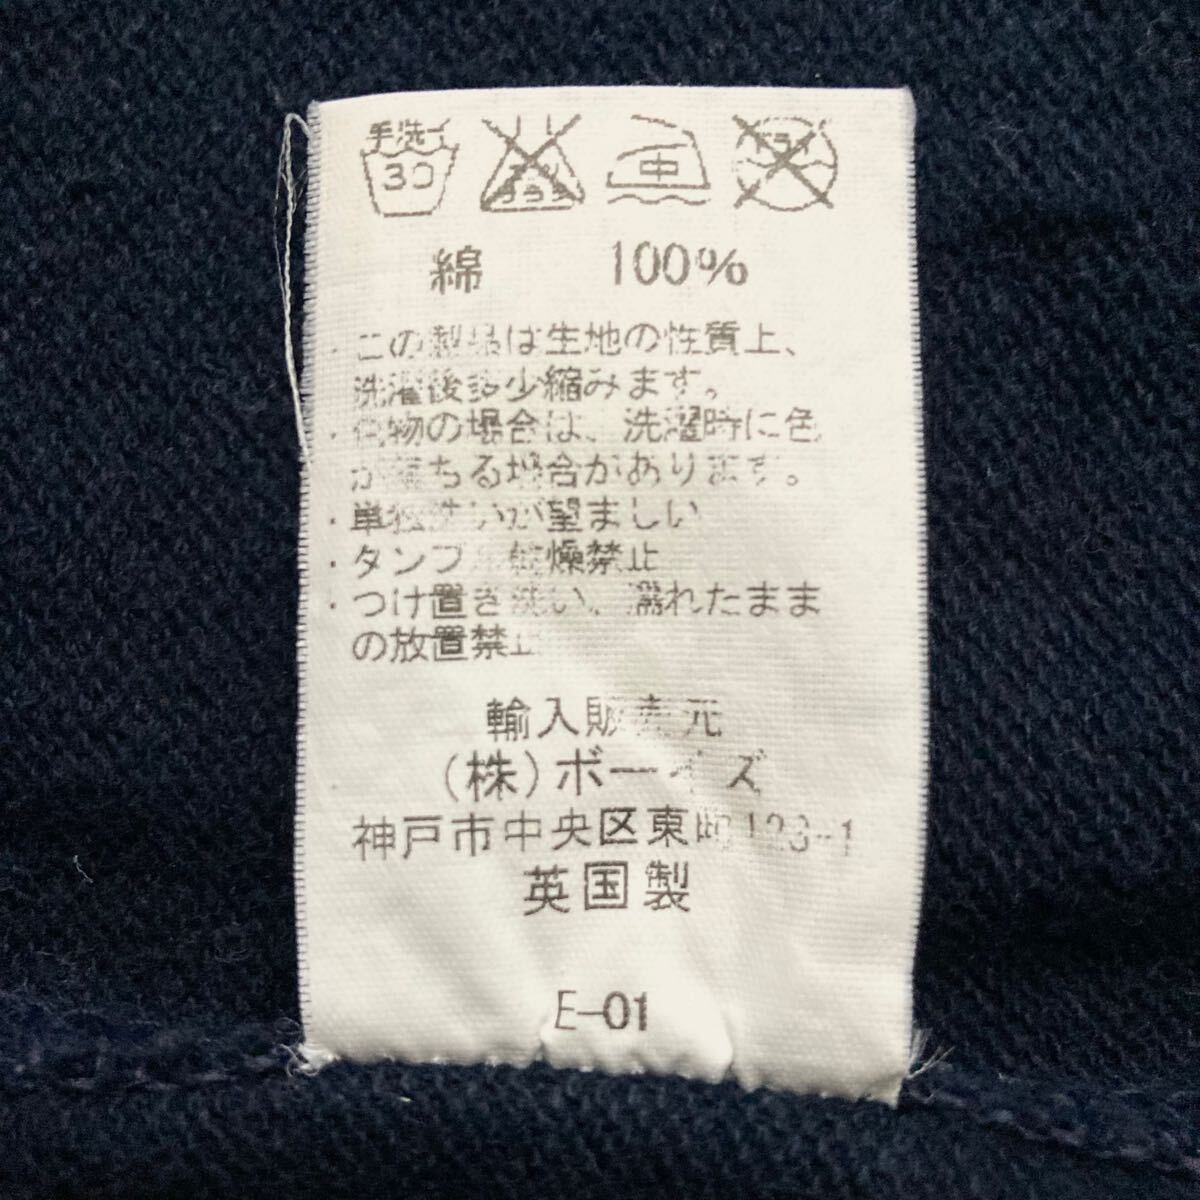 手洗イ
30
中
ドライ
綿 100%
・この製品は生地の性質上、
洗濯後多少縮みます。
・色物の場合は、洗濯時に色
が落ちる場合があります。
・単独洗いが望ましい
・タンブル乾燥禁止
・つけ置き洗い、濡れたまま
の放置禁止
輸入販売元
(株)ボーイズ
神戸市中央区東町123-1
英国製
E-01